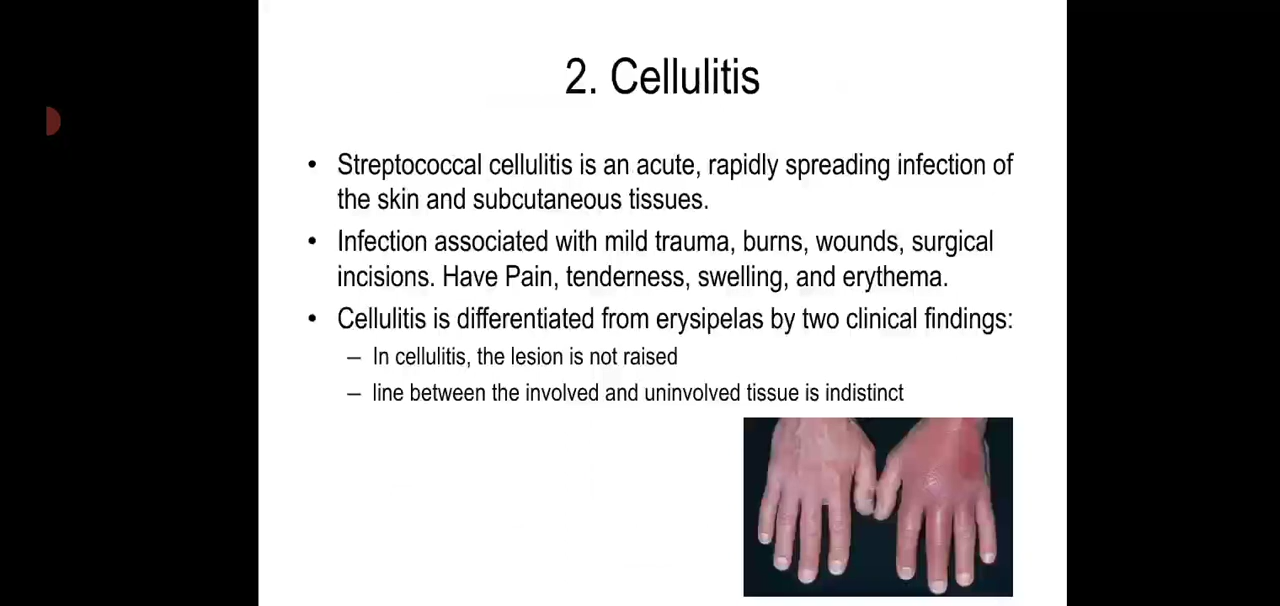 2. Cellulitis
• Streptococcal cellulitis is an acute, rapidly spreading infection of
the skin and subcutaneous tissues.
• Infection associated with mild trauma, burns, wounds, surgical
incisions. Have Pain, tenderness, swelling, and erythema.
• Cellulitis is differentiated from erysipelas by two clinical findings:
– In cellulitis, the lesion is not raised
– line between the involved and uninvolved tissue is indistinct